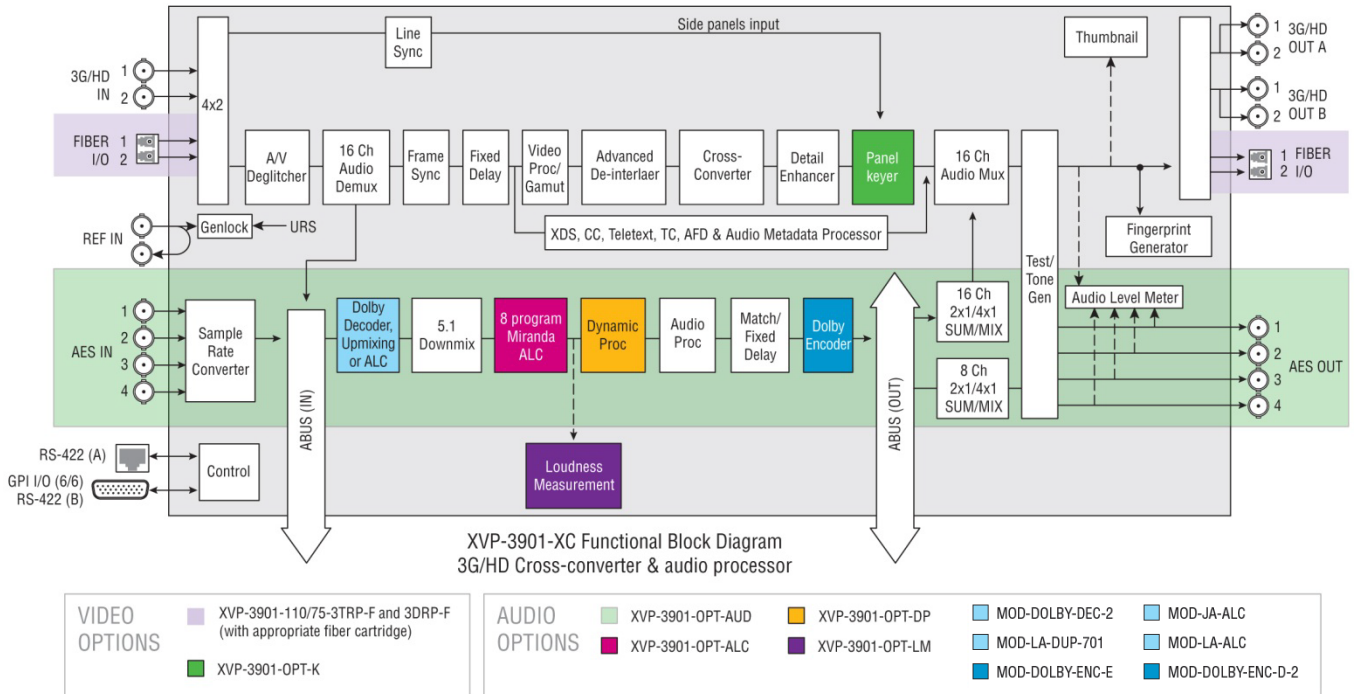 Side panels input
Line
Sync
Thumbnail
1
3G/HD
2
OUT A
3G/HD
1
IN
2
4x2
1
3G/HD
2
OUT B
FIBER
1
I/O
2
A/V
Deglitcher
16 Ch
Audio
Demux
Frame
Sync
Fixed
Delay
Video
Proc/
Gamut
Advanced
De-interlaer
Cross-
Converter
Detail
Enhancer
Panel
keyer
16 Ch
Audio Mux
1
FIBER
2
I/O
REF IN
Genlock
URS
XDS, CC, Teletext, TC, AFD & Audio Metadata Processor
Fingerprint
Generator
Test/
Tone
Gen
AES IN
1
2
3
4
Sample
Rate
Converter
ABUS (IN)
Dolby
Decoder,
Upmixing
or ALC
5.1
Downmix
8 program
Miranda
ALC
Dynamic
Proc
Audio
Proc
Match/
Fixed
Delay
Dolby
Encoder
ABUS (OUT)
16 Ch
2x1/4x1
SUM/MIX
8 Ch
2x1/4x1
SUM/MIX
Audio Level Meter
1
2
3
4
AES OUT
RS-422 (A)
GPI I/O (6/6)
RS-422 (B)
Control
Loudness
Measurement
XVP-3901-XC Functional Block Diagram
3G/HD Cross-converter & audio processor
VIDEO
OPTIONS
XVP-3901-110/75-3TRP-F and 3DRP-F
(with appropriate fiber cartridge)
XVP-3901-OPT-K
AUDIO
OPTIONS
XVP-3901-OPT-AUD
XVP-3901-OPT-ALC
XVP-3901-OPT-DP
XVP-3901-OPT-LM
MOD-DOLBY-DEC-2
MOD-LA-DUP-701
MOD-DOLBY-ENC-E
MOD-JA-ALC
MOD-LA-ALC
MOD-DOLBY-ENC-D-2